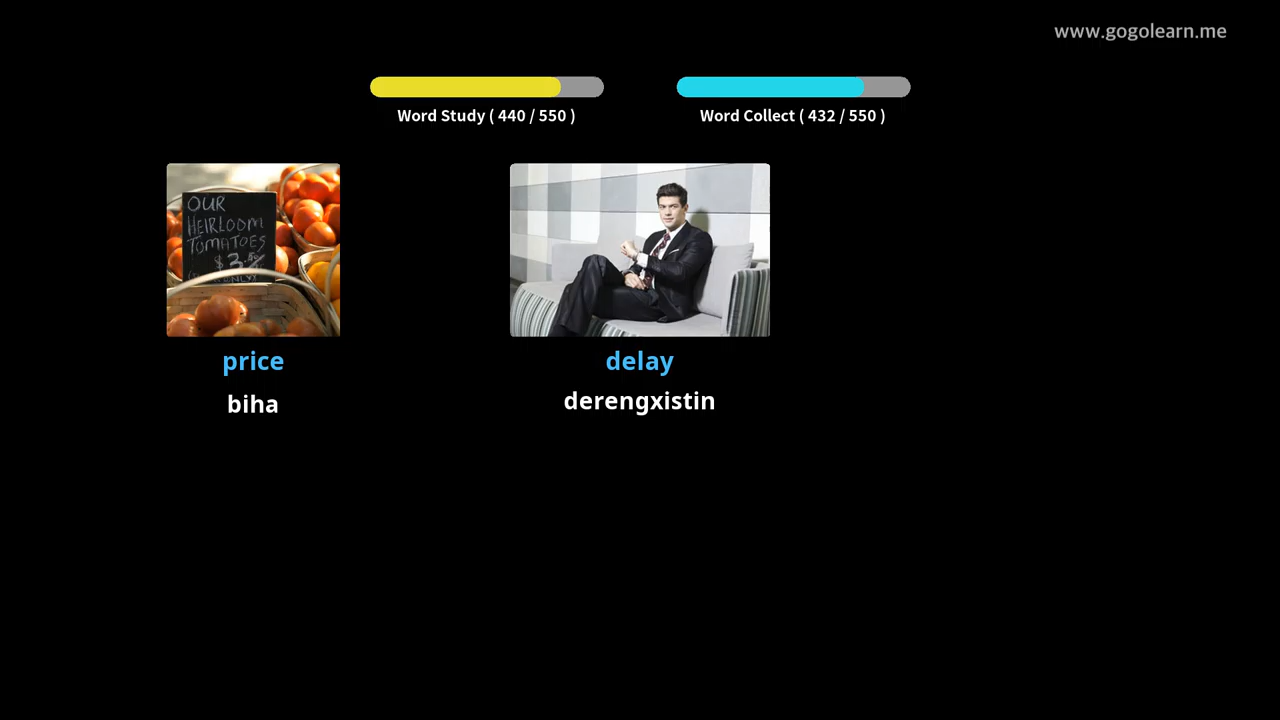 www.gogolearn.me
Word Study ( 440 / 550 )
Word Collect ( 432 / 550 )
OUR
HEIRLOOM
TOMATOES
price
delay
biha
derengxistin